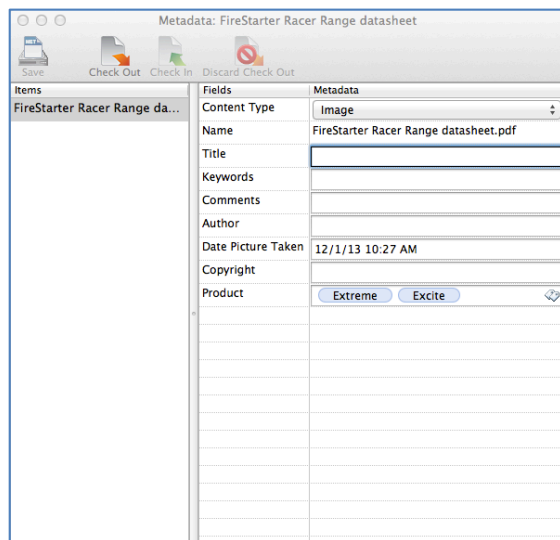 Metadata: FireStarter Racer Range datasheet
Save Check Out Check In Discard Check Out
Items Fields Metadata
FireStarter Racer Range da... Content Type Image
Name FireStarter Racer Range datasheet.pdf
Title
Keywords
Comments
Author
Date Picture Taken 12/1/13 10:27 AM
Copyright
Product Extreme Excite